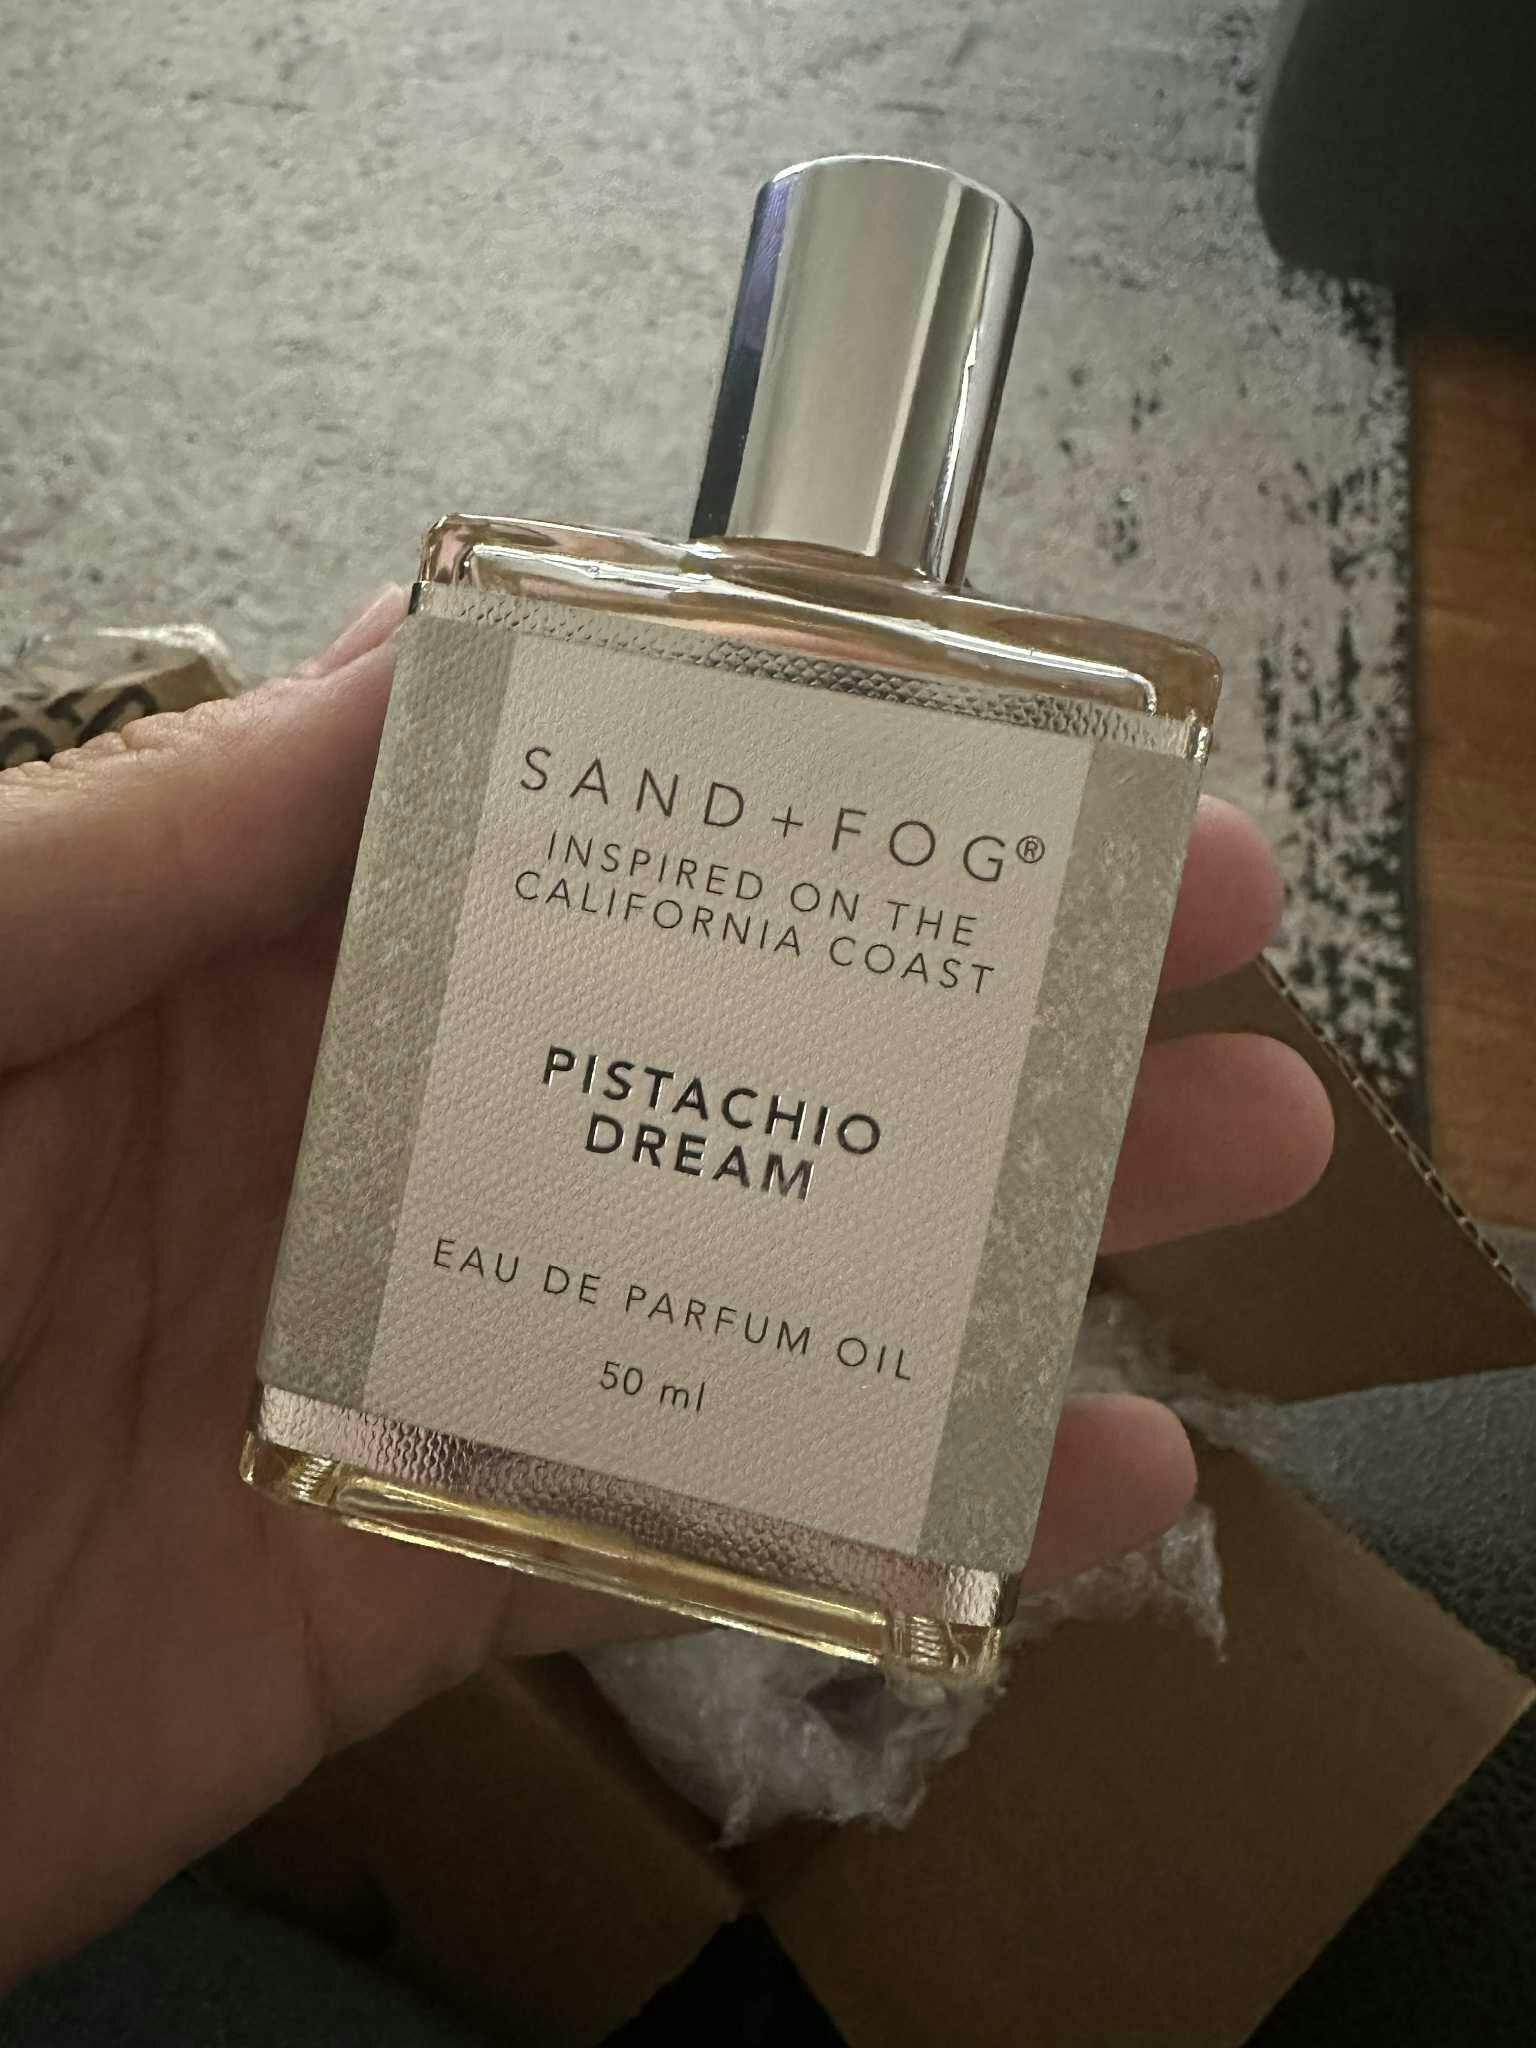 SAND + FOG®
INSPIRED ON THE
CALIFORNIA COAST
PISTACHIO
DREAM
EAU DE PARFUM OIL
50 ml